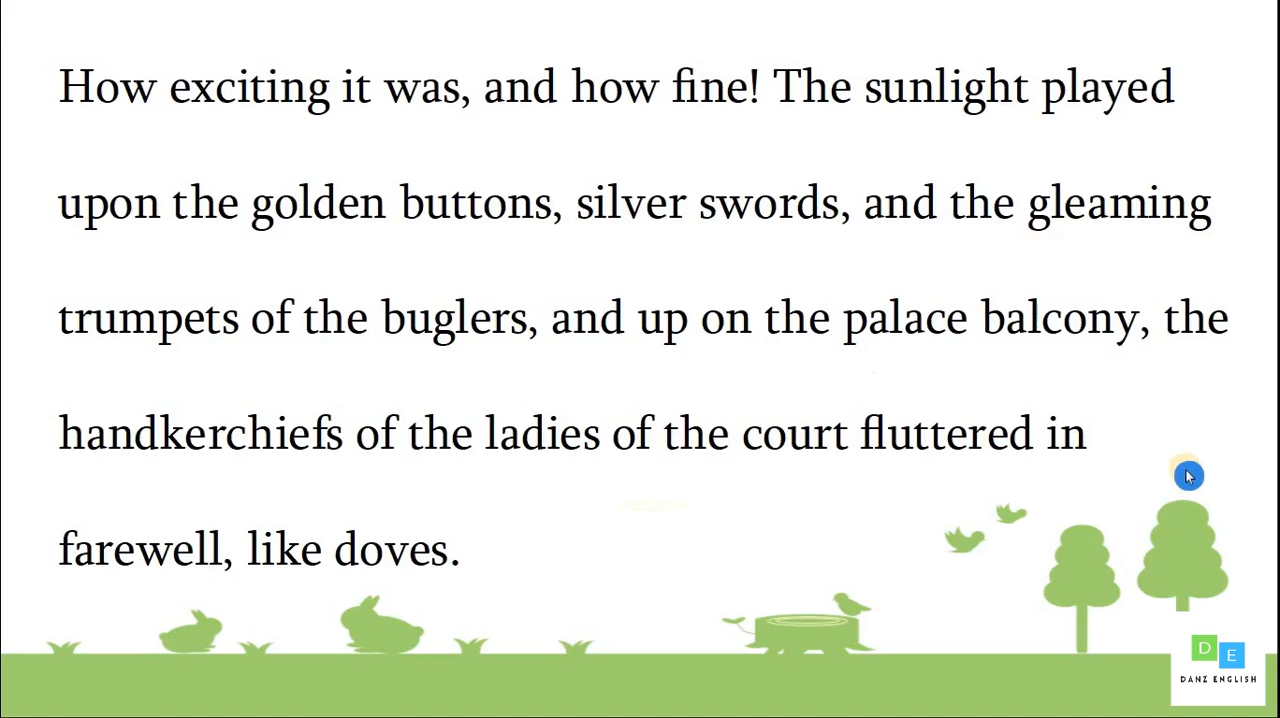 How exciting it was, and how fine! The sunlight played
upon the golden buttons, silver swords, and the gleaming
trumpets of the buglers, and up on the palace balcony, the
handkerchiefs of the ladies of the court fluttered in
farewell, like doves.
D E
DANZ ENGLISH